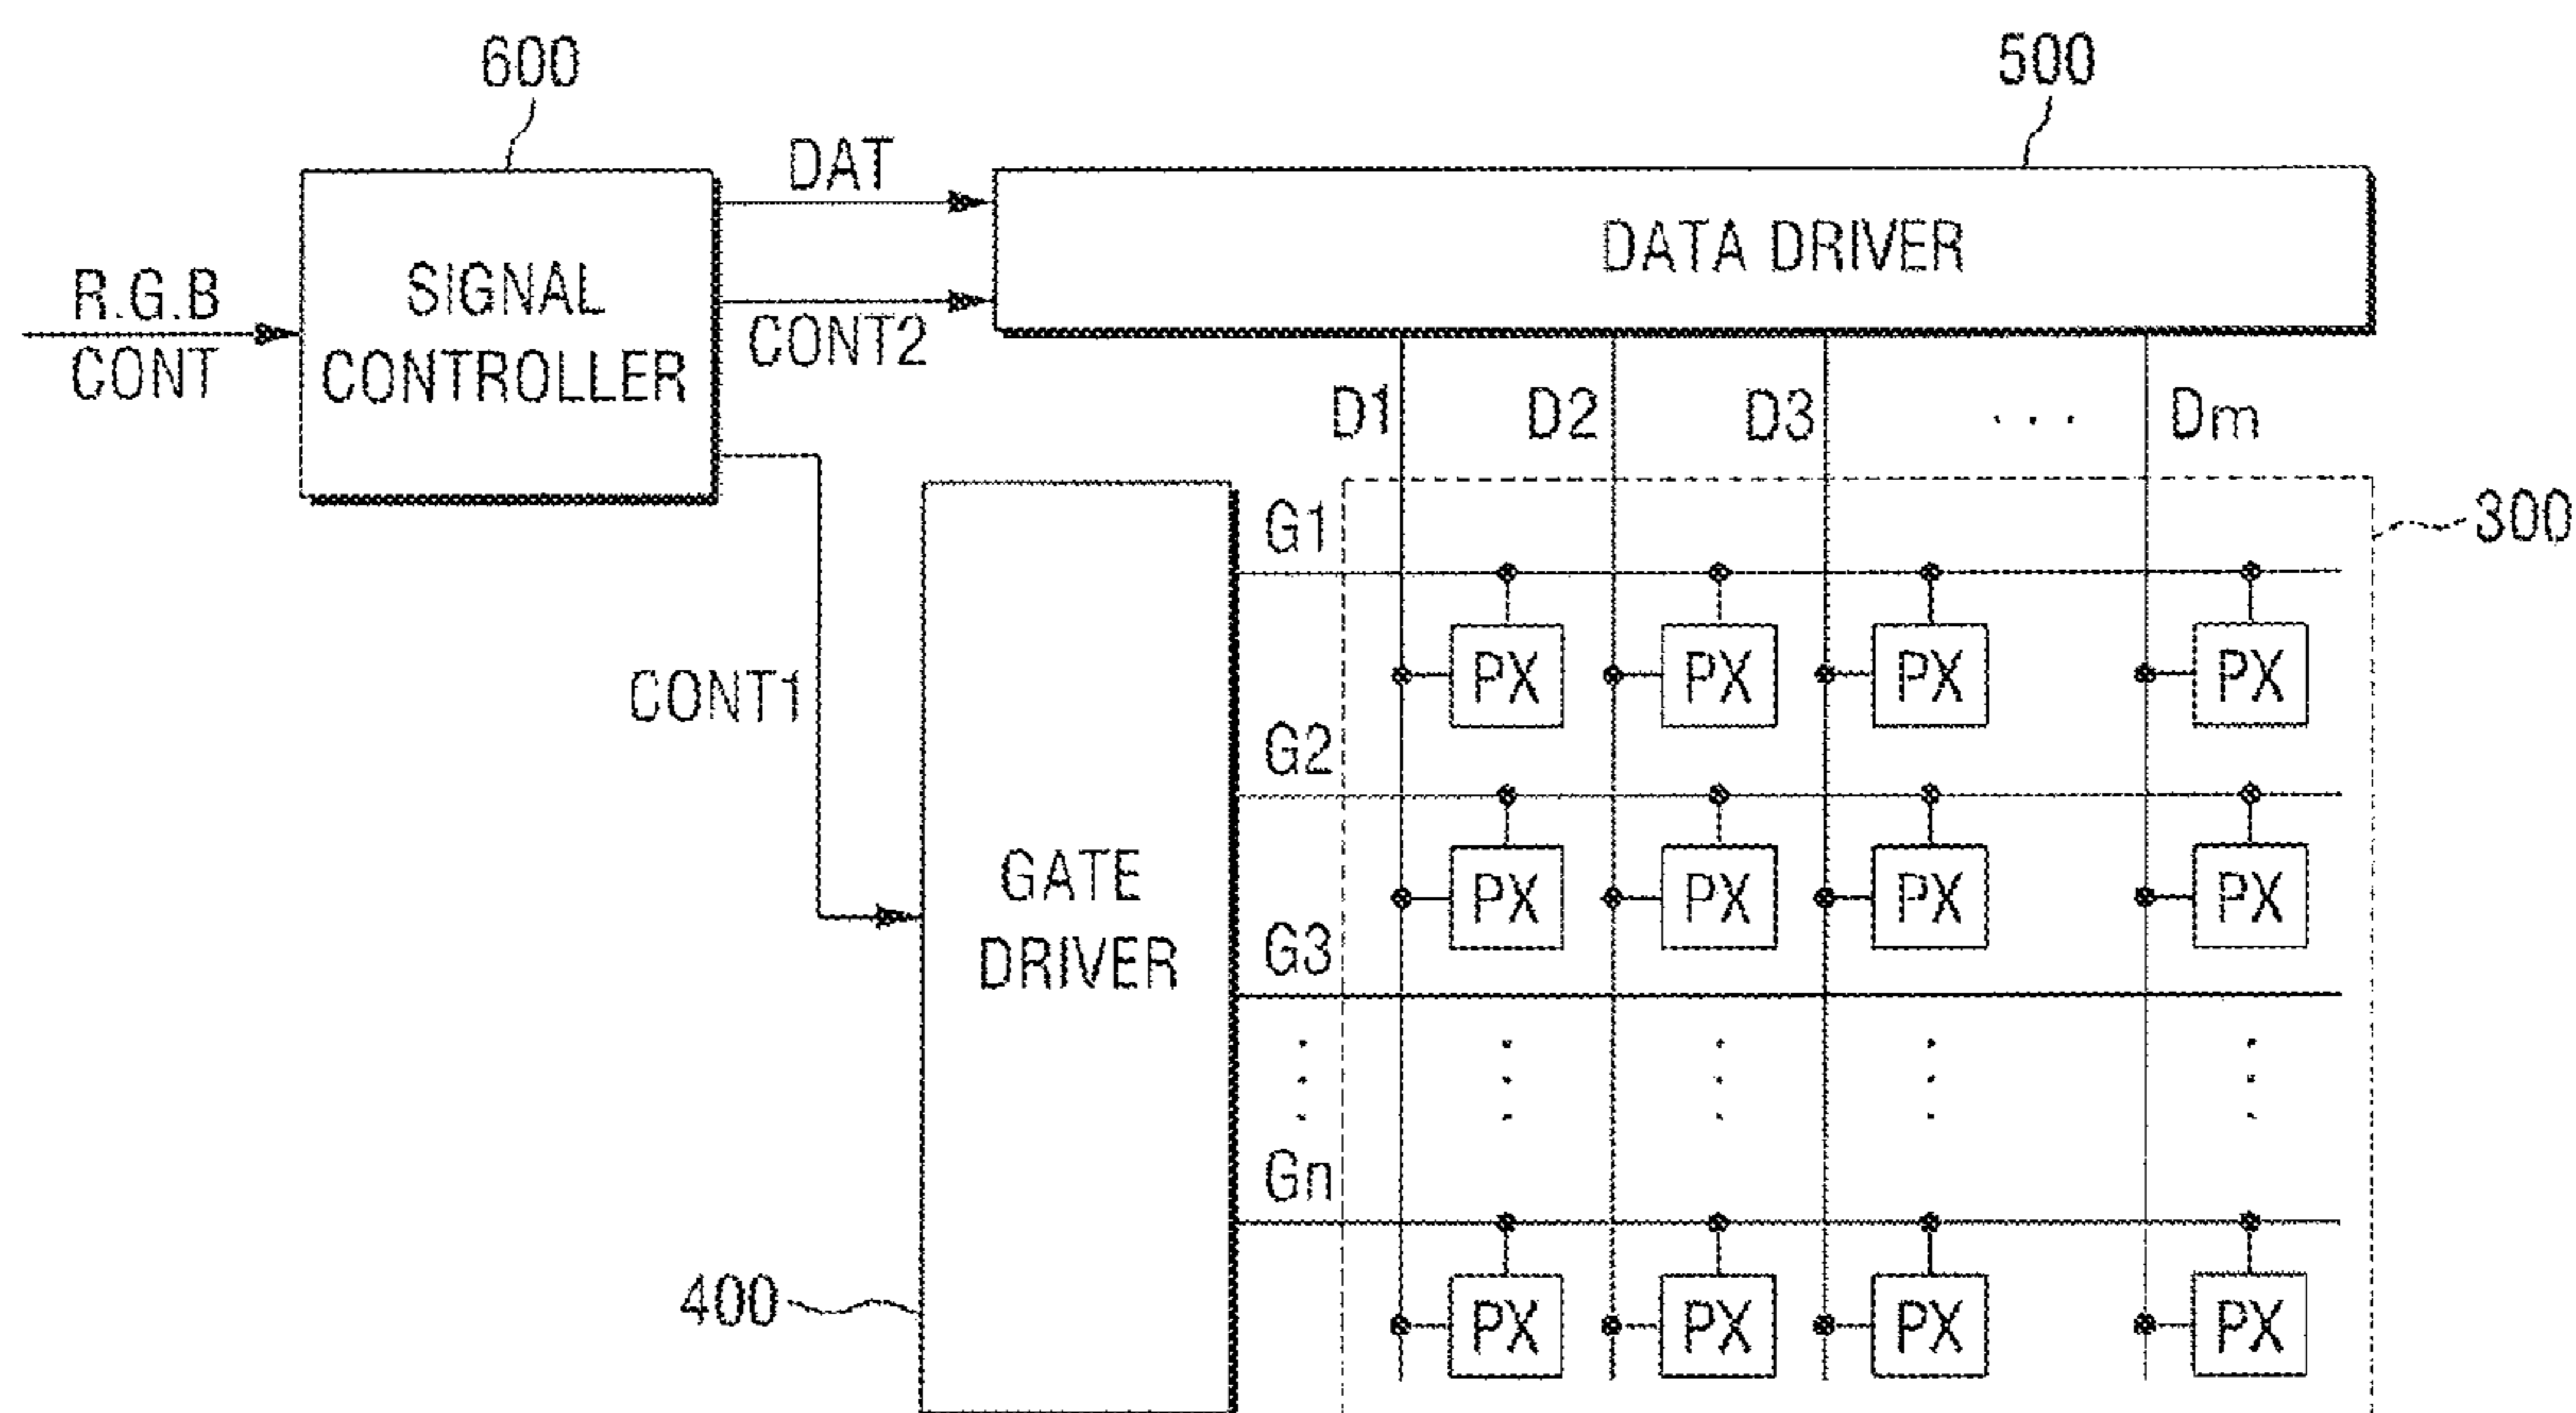 600
500
DAT
R.G.B
CONT
SIGNAL
CONTROLLER
CONT2
DATA DRIVER
D1 D2 D3 ... Dm
300
G1
PX PX PX PX
CONT1
G2
PX PX PX PX
GATE
DRIVER
G3
Gn
400
PX PX PX PX